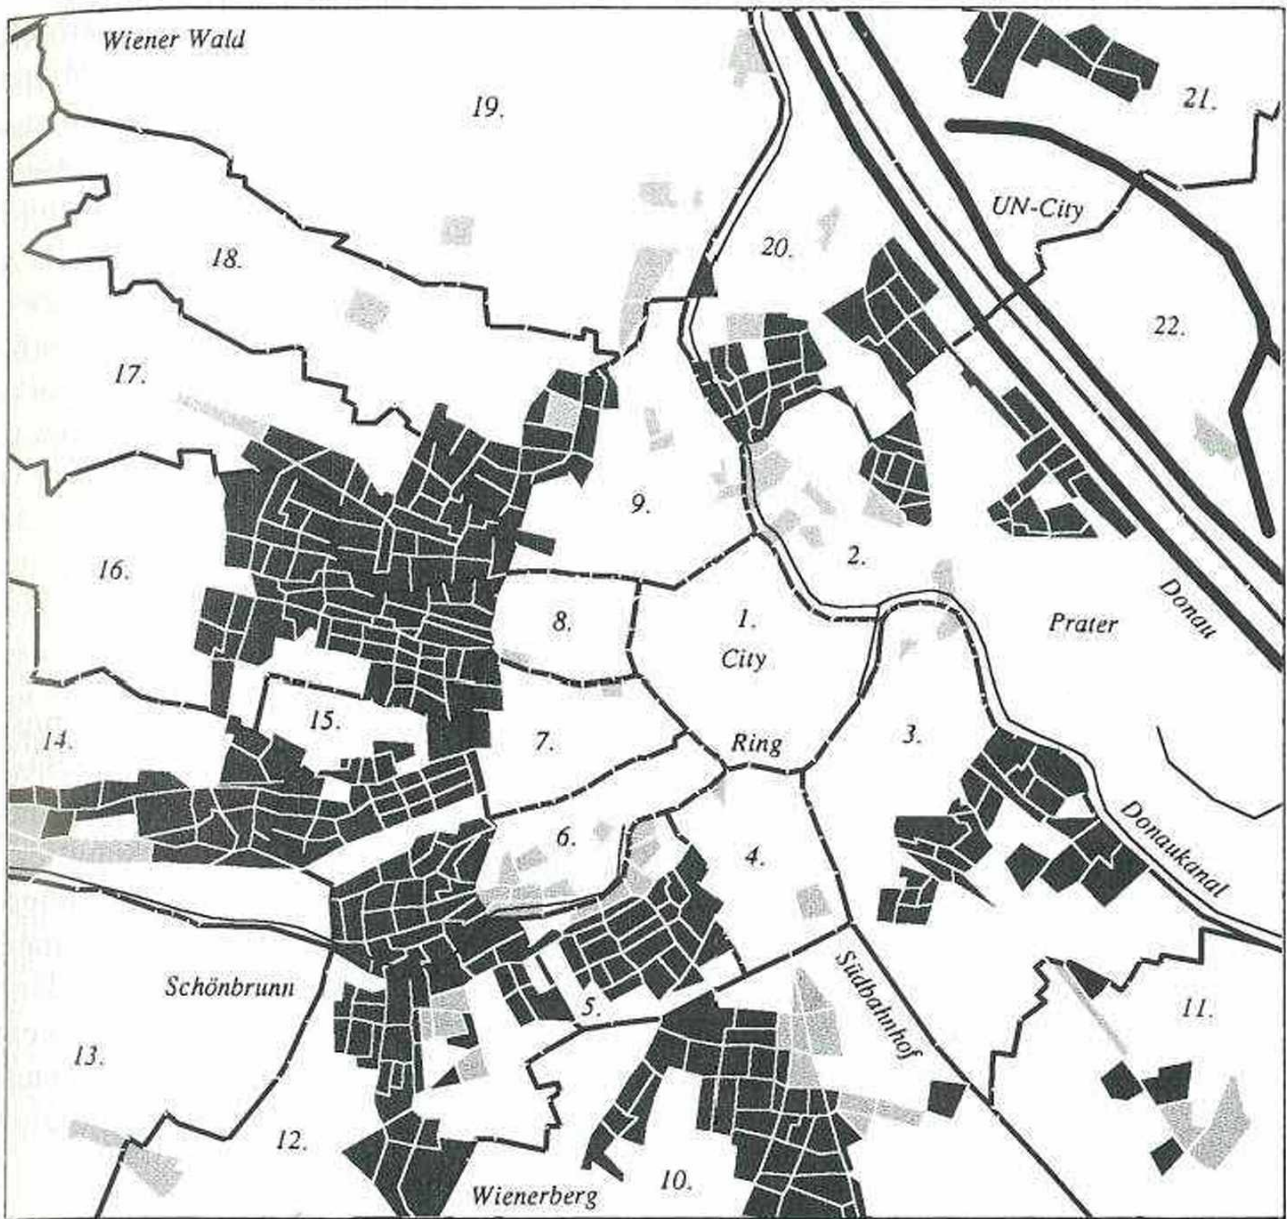 Wiener Wald
19.
21.
UN-City
18.
20.
22.
17.
9.
2.
16.
8.
1.
City
Donau
Prater
15.
14.
7.
Ring
3.
6.
4.
Donaukanal
Schönbrunn
5.
Südbahnhof
11.
13.
12.
10.
Wienerberg